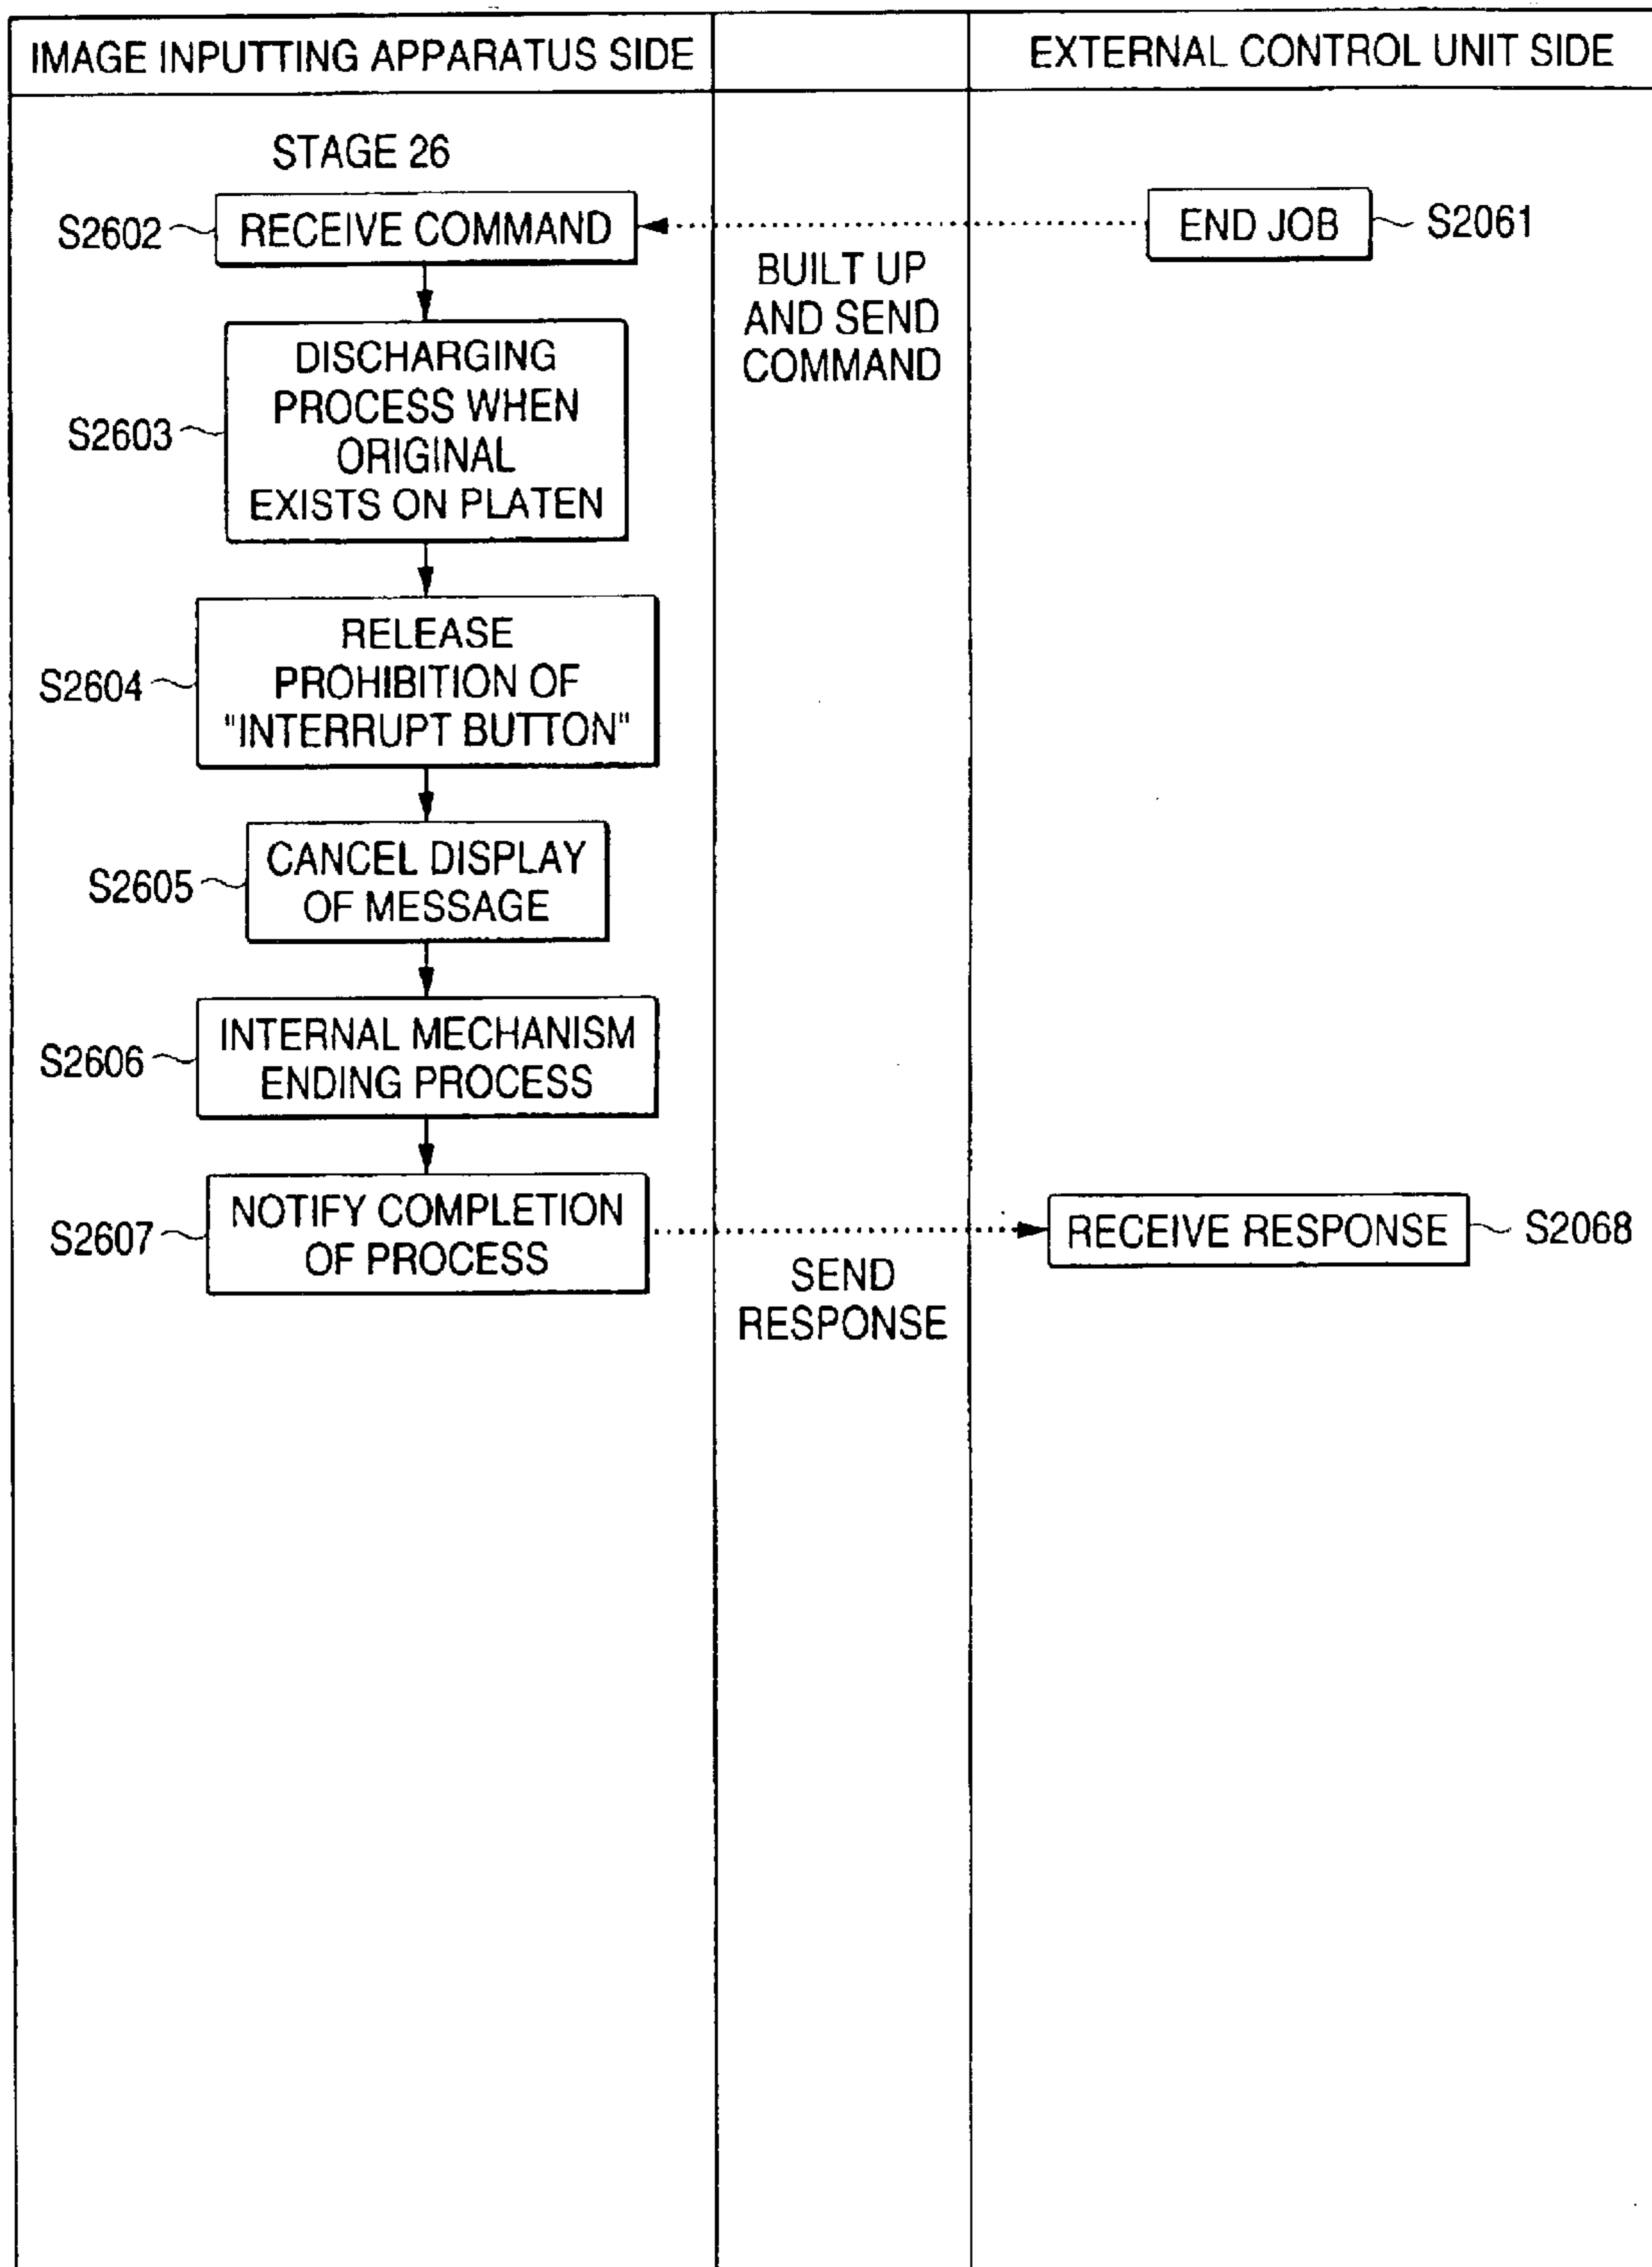 IMAGE INPUTTING APPARATUS SIDE
EXTERNAL CONTROL UNIT SIDE
STAGE 26
S2602
RECEIVE COMMAND
END JOB
S2061
BUILT UP
AND SEND
COMMAND
S2603
DISCHARGING
PROCESS WHEN
ORIGINAL
EXISTS ON PLATEN
S2604
RELEASE
PROHIBITION OF
"INTERRUPT BUTTON"
S2605
CANCEL DISPLAY
OF MESSAGE
S2606
INTERNAL MECHANISM
ENDING PROCESS
S2607
NOTIFY COMPLETION
OF PROCESS
RECEIVE RESPONSE
S2068
SEND
RESPONSE